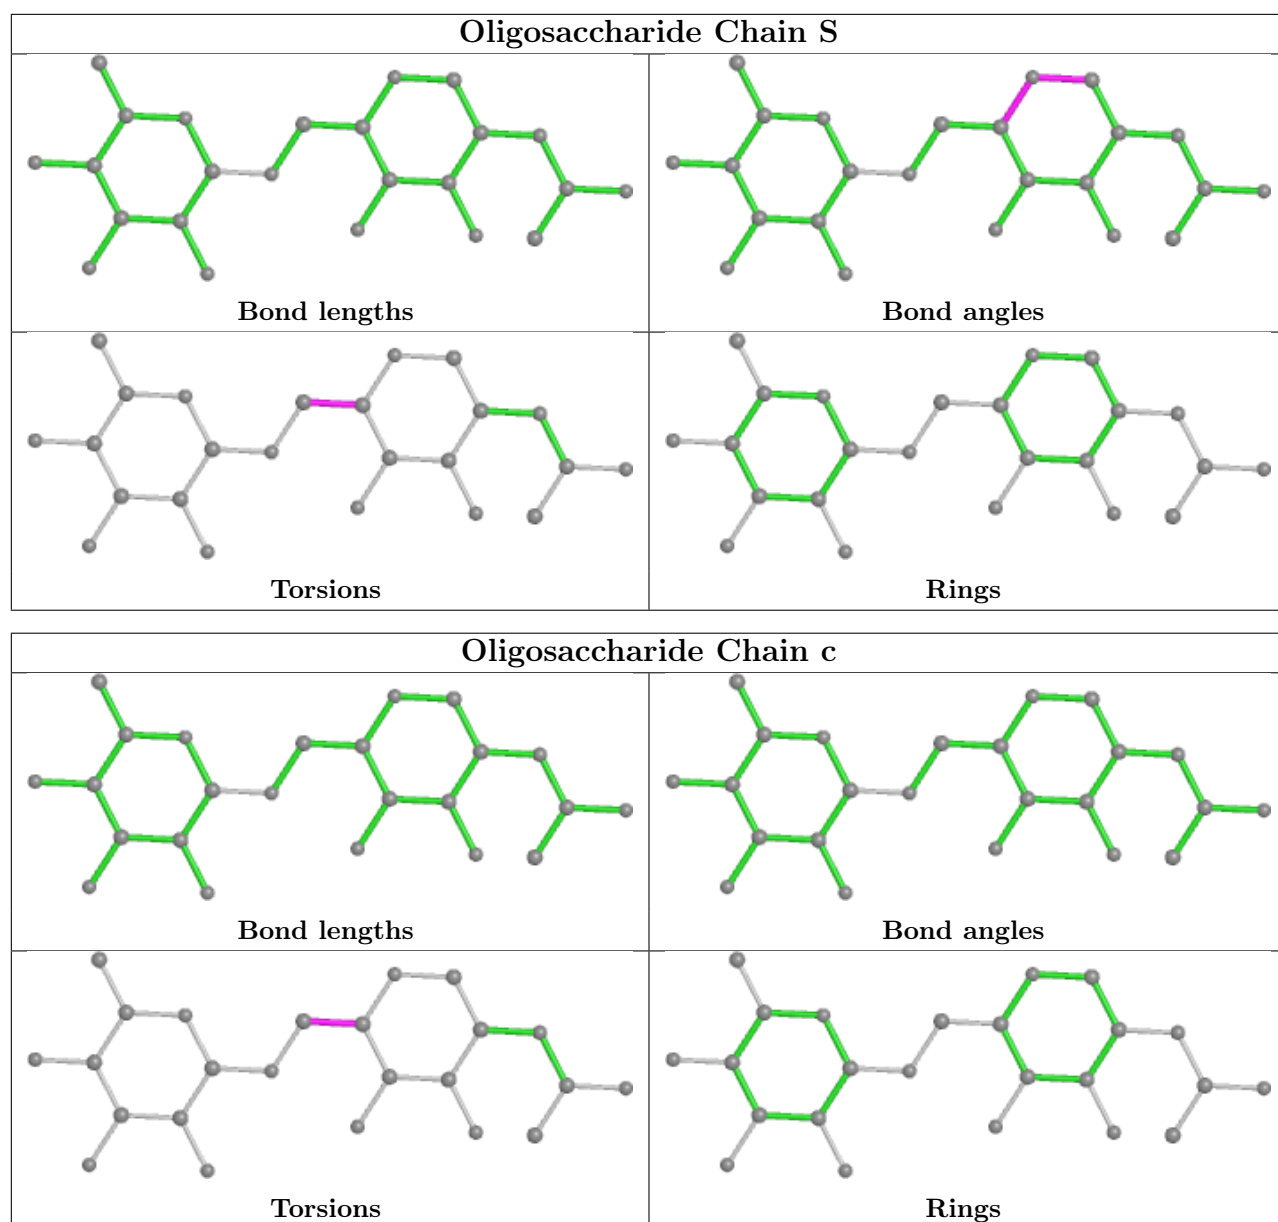 Oligosaccharide Chain S
Bond lengths
Bond angles
Torsions
Rings
Oligosaccharide Chain c
Bond lengths
Bond angles
Torsions
Rings